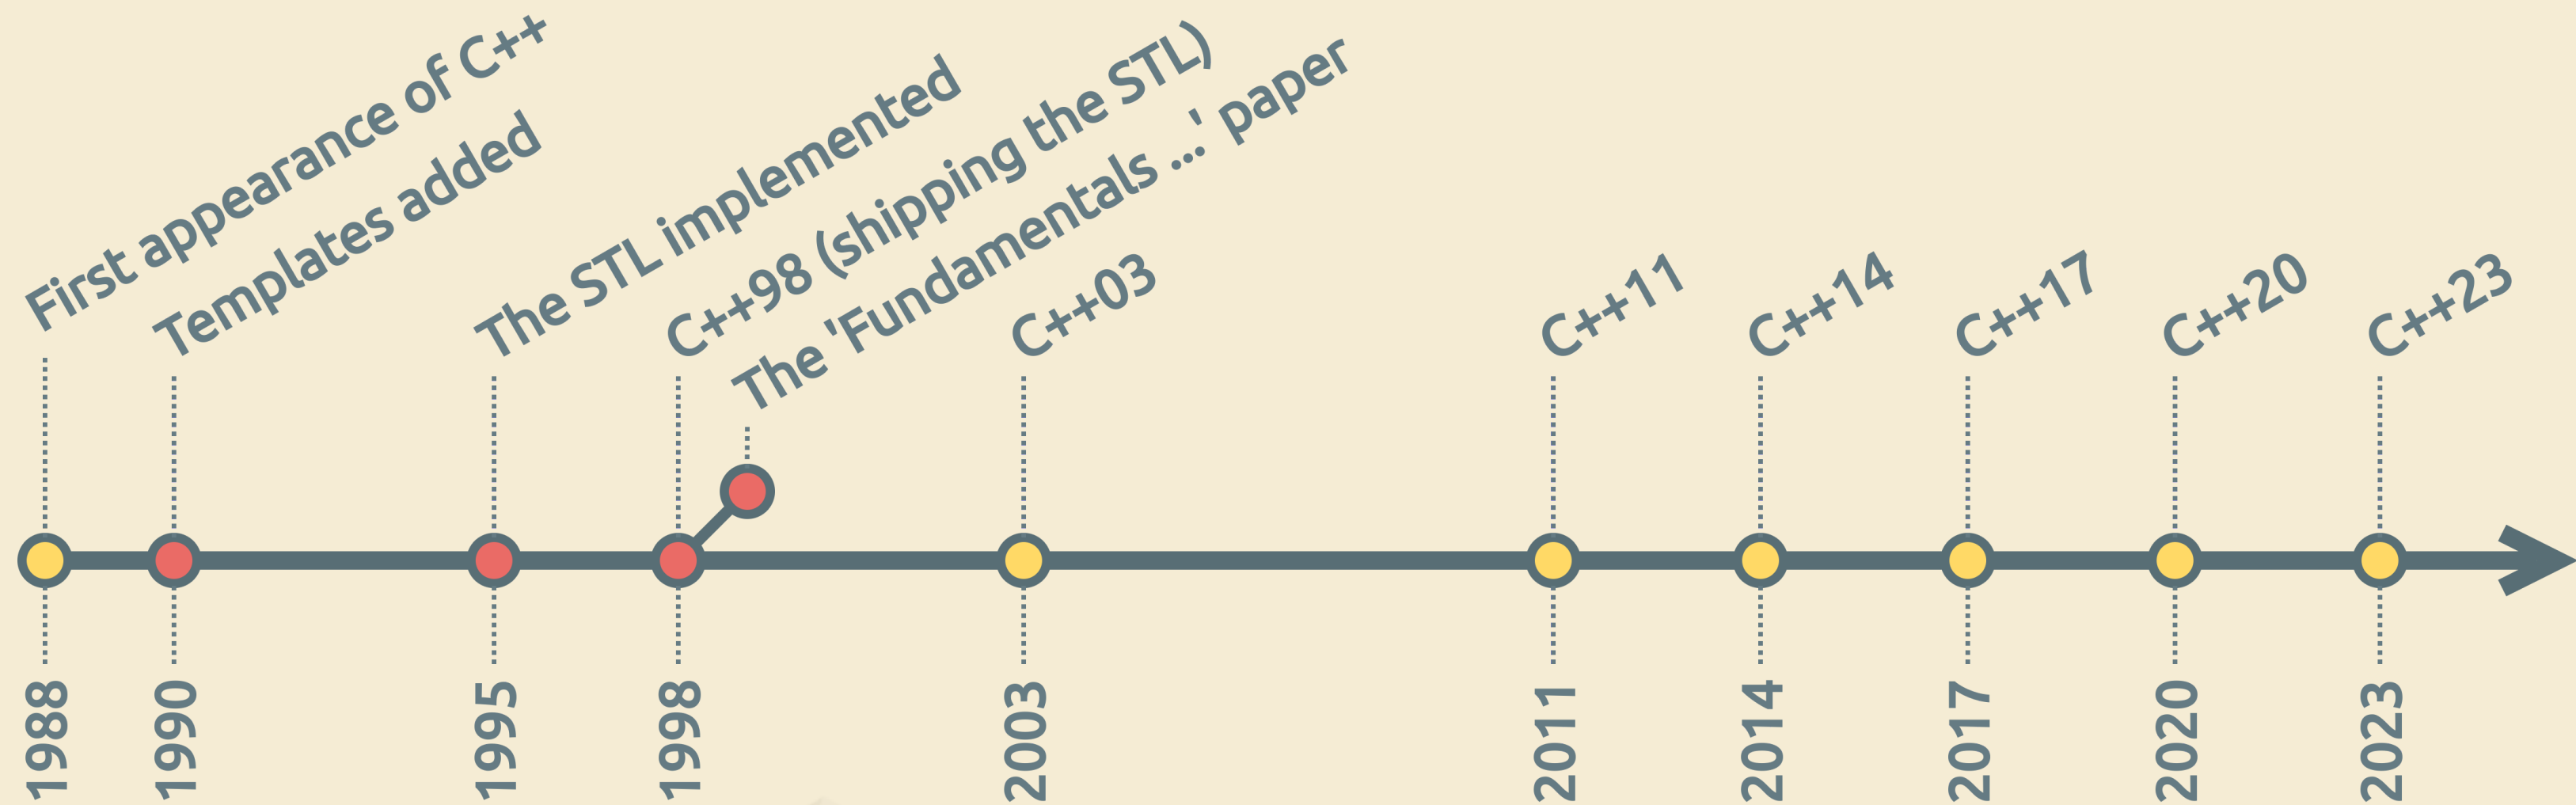 First appearance of C++
Templates added
The STL implemented
C++98 (shipping the STL)
The 'Fundamentals ...' paper
C++03
C++11
C++14
C++17
C++20
C++23
1988
1990
1995
1998
2003
2011
2014
2017
2020
2023